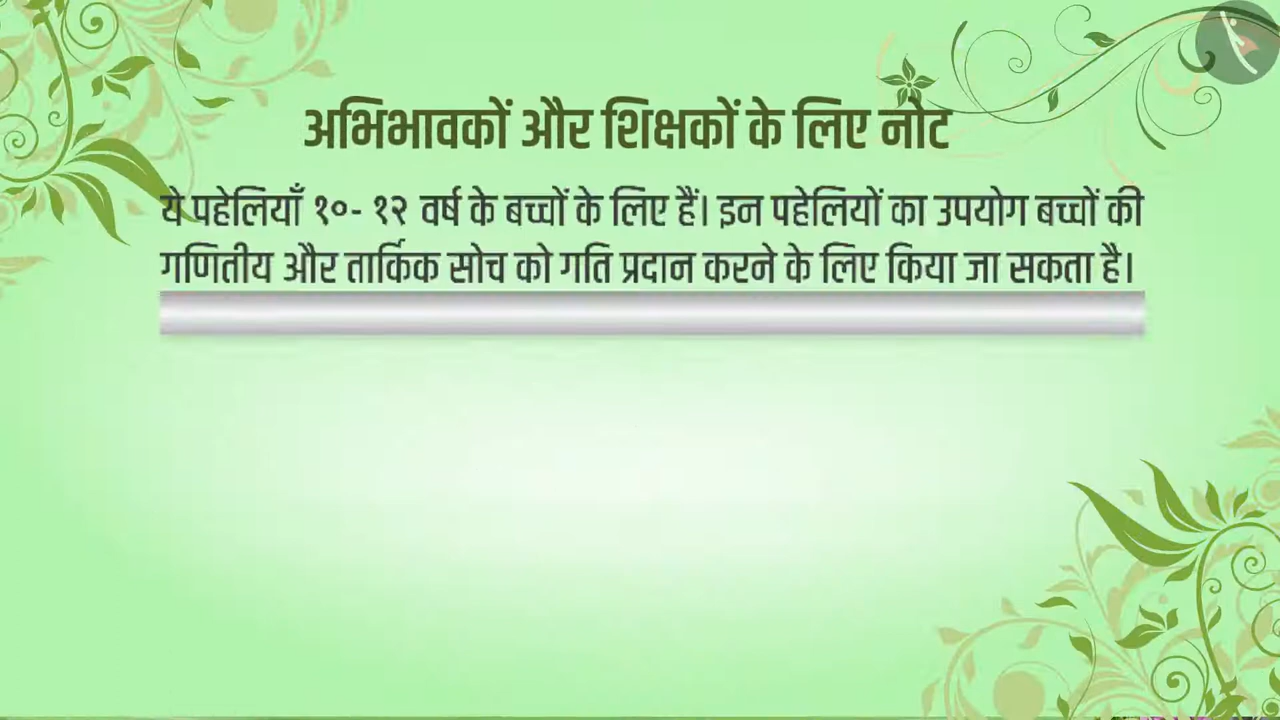 अभिभावकों और शिक्षकों के लिए नोट
ये पहेलियाँ १०- १२ वर्ष के बच्चों के लिए हैं। इन पहेलियों का उपयोग बच्चों की
गणितीय और तार्किक सोच को गति प्रदान करने के लिए किया जा सकता है।